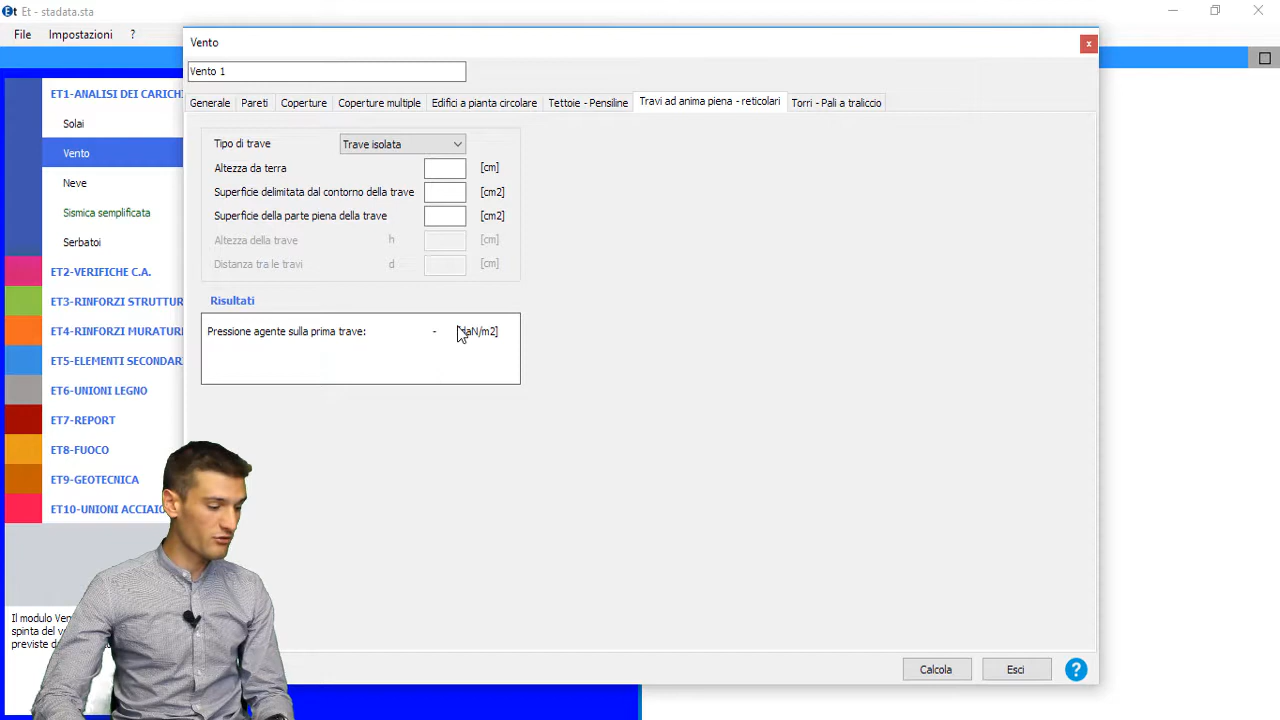 Et Et - stadata.sta
File Impostazioni ?
Vento
x
Vento 1
Generale Pareti Coperture Coperture multiple Edifici a pianta circolare Tettoie - Pensiline Travi ad anima piena - reticolari Torri - Pali a traliccio
ET1-ANALISI DEI CARICHI
Solai
Vento
Neve
Sismica semplificata
Serbatoi
ET2-VERIFICHE C.A.
ET3-RINFORZI STRUTTUR
ET4-RINFORZI MURATURE
ET5-ELEMENTI SECONDAR
ET6-UNIONI LEGNO
ET7-REPORT
ET8-FUOCO
ET9-GEOTECNICA
ET10-UNIONI ACCIAIO
Il modulo Ven
spinta del v
previste d
Tipo di trave Trave isolata
Altezza da terra [cm]
Superficie delimitata dal contorno della trave [cm2]
Superficie della parte piena della trave [cm2]
Altezza della trave h [cm]
Distanza tra le travi d [cm]
Risultati
Pressione agente sulla prima trave: - [daN/m2]
Calcola Esci ?